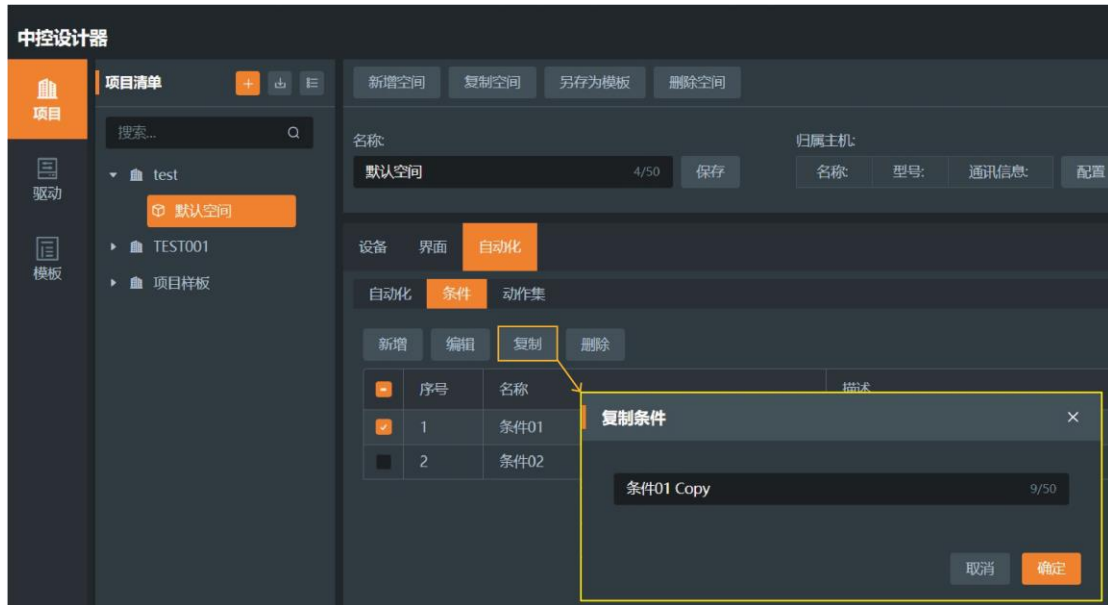 中控设计器
项目
驱动
模板
项目清单
搜索...
test
默认空间
TEST001
项目样板
新增空间 复制空间 另存为模板 删除空间
名称:
默认空间 4/50 保存
归属主机:
名称: 型号: 通讯信息: 配置
设备 界面 自动化
自动化 条件 动作集
新增 编辑 复制 删除
序号 名称 描述
1 条件01
2 条件02
复制条件
条件01 Copy 9/50
取消 确定